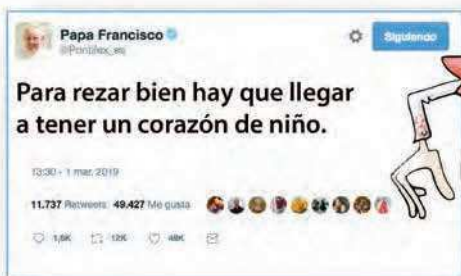 Papa Francisco
@Pontifex_es
Siguiendo
Para rezar bien hay que llegar
a tener un corazón de niño.
13:30 - 1 mar. 2019
11.737 Retweets 49.427 Me gusta
1,6K 12K 49K